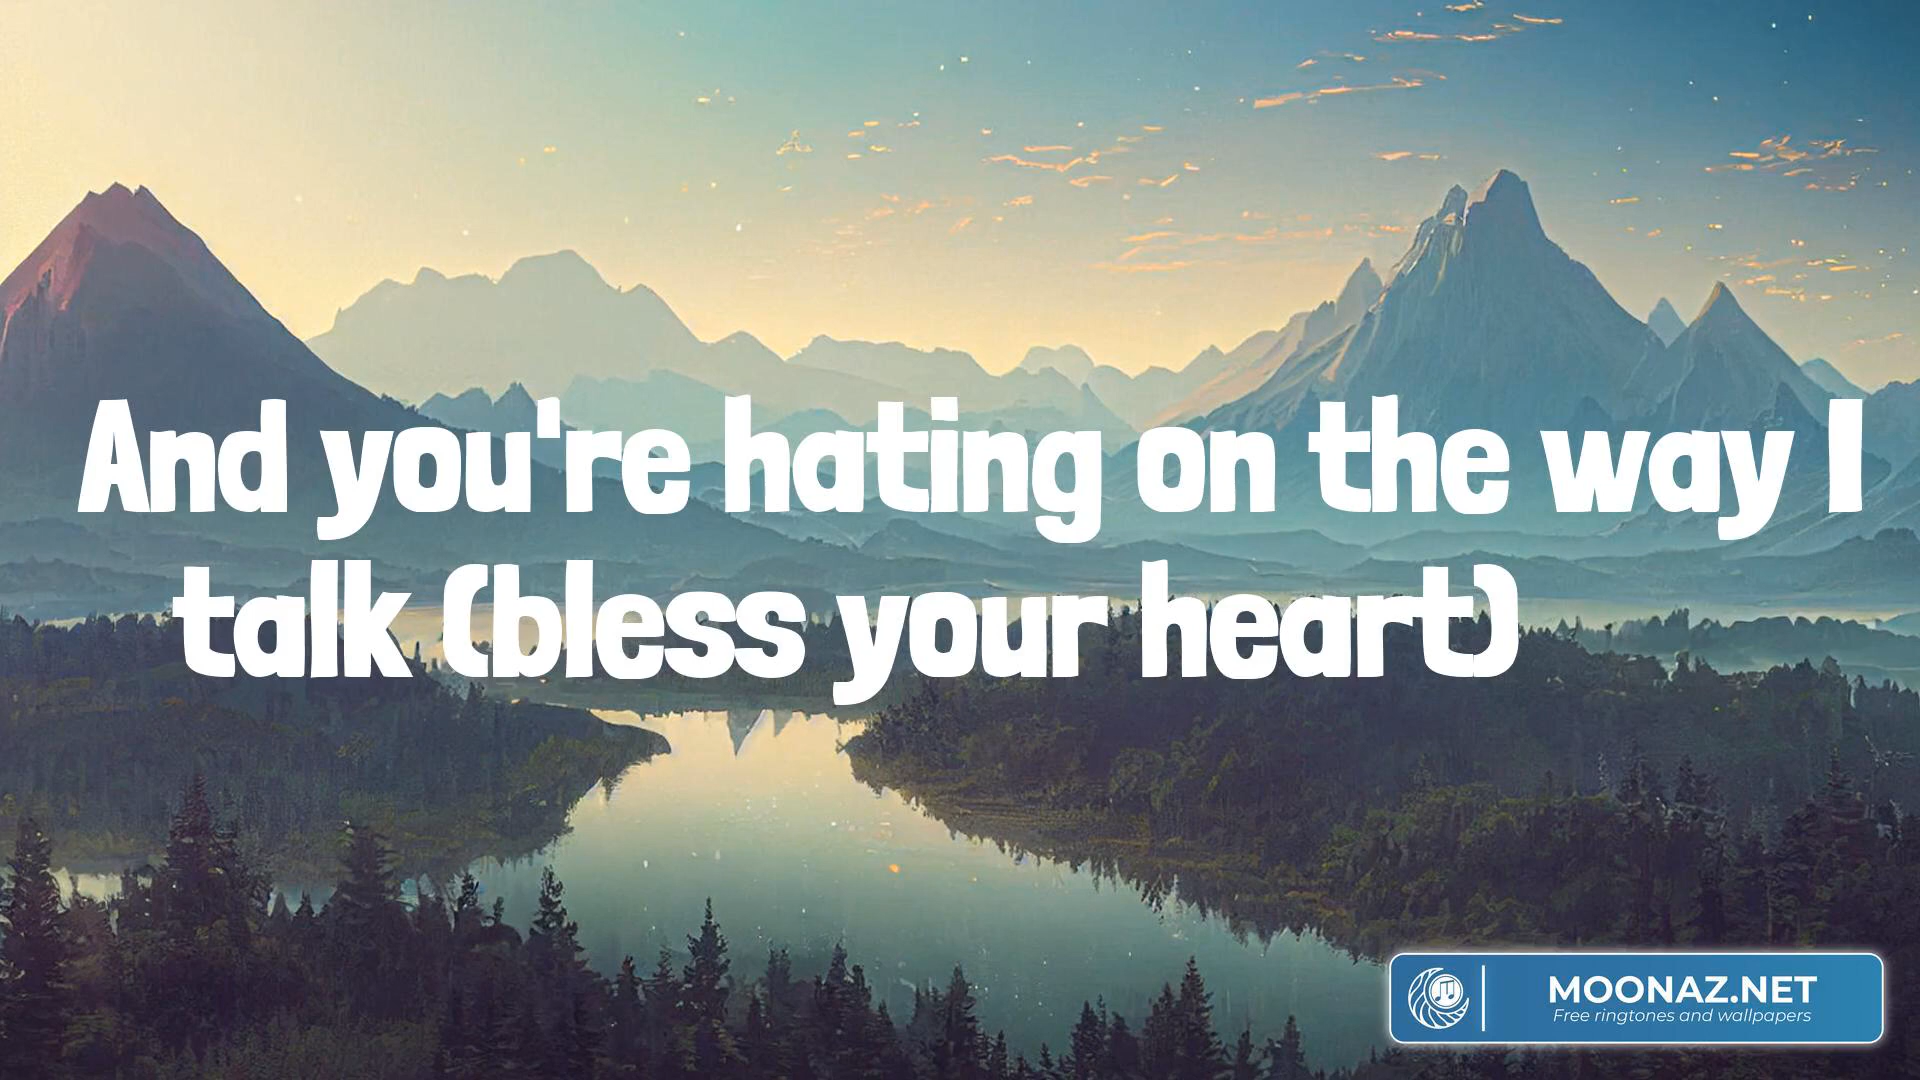 And you're hating on the way I
talk (bless your heart)
MOONAZ.NET
Free ringtones and wallpapers